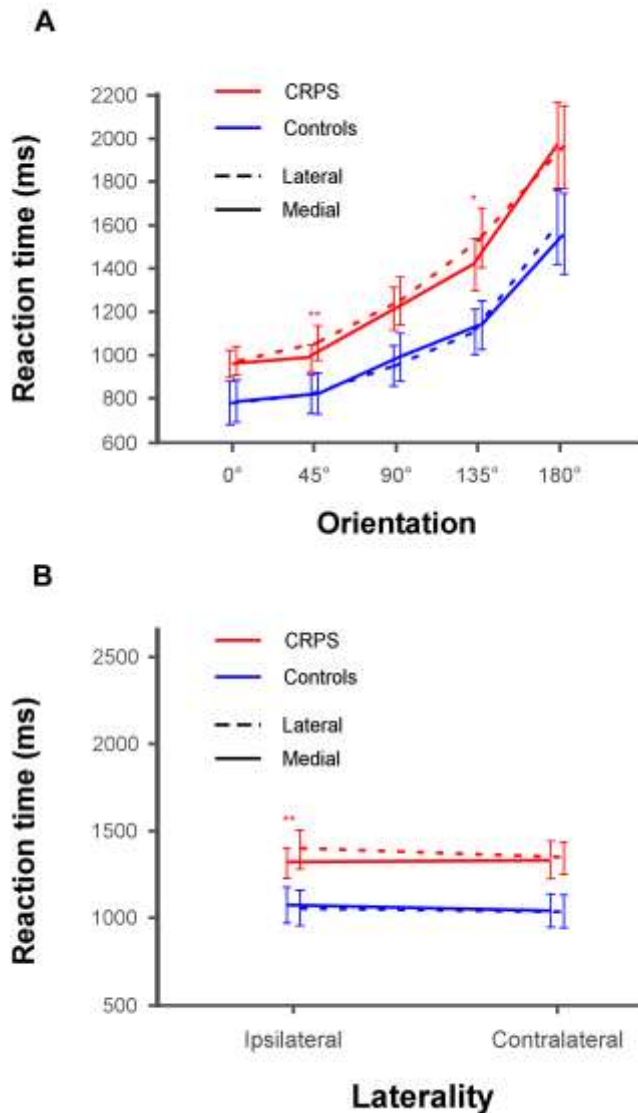 A
2200
2000
1800
1600
1400
1200
1000
800
600
Reaction time (ms)
CRPS
Controls
Lateral
Medial
*
**
0° 45° 90° 135° 180°
Orientation
B
2500
2000
1500
1000
500
Reaction time (ms)
CRPS
Controls
Lateral
Medial
**
Ipsilateral Contralateral
Laterality